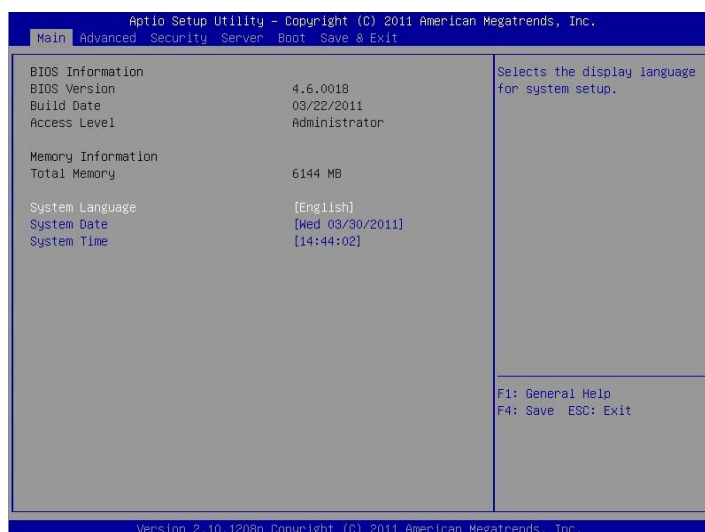 Aptio Setup Utility – Copyright (C) 2011 American Megatrends, Inc.
Main Advanced Security Server Boot Save & Exit
BIOS Information
BIOS Version 4.6.0018
Build Date 03/22/2011
Access Level Administrator
Memory Information
Total Memory 6144 MB
System Language [English]
System Date [Wed 03/30/2011]
System Time [14:44:02]
Selects the display language
for system setup.
F1: General Help
F4: Save ESC: Exit
Version 2.10.1208n Copyright (C) 2011 American Megatrends, Inc.